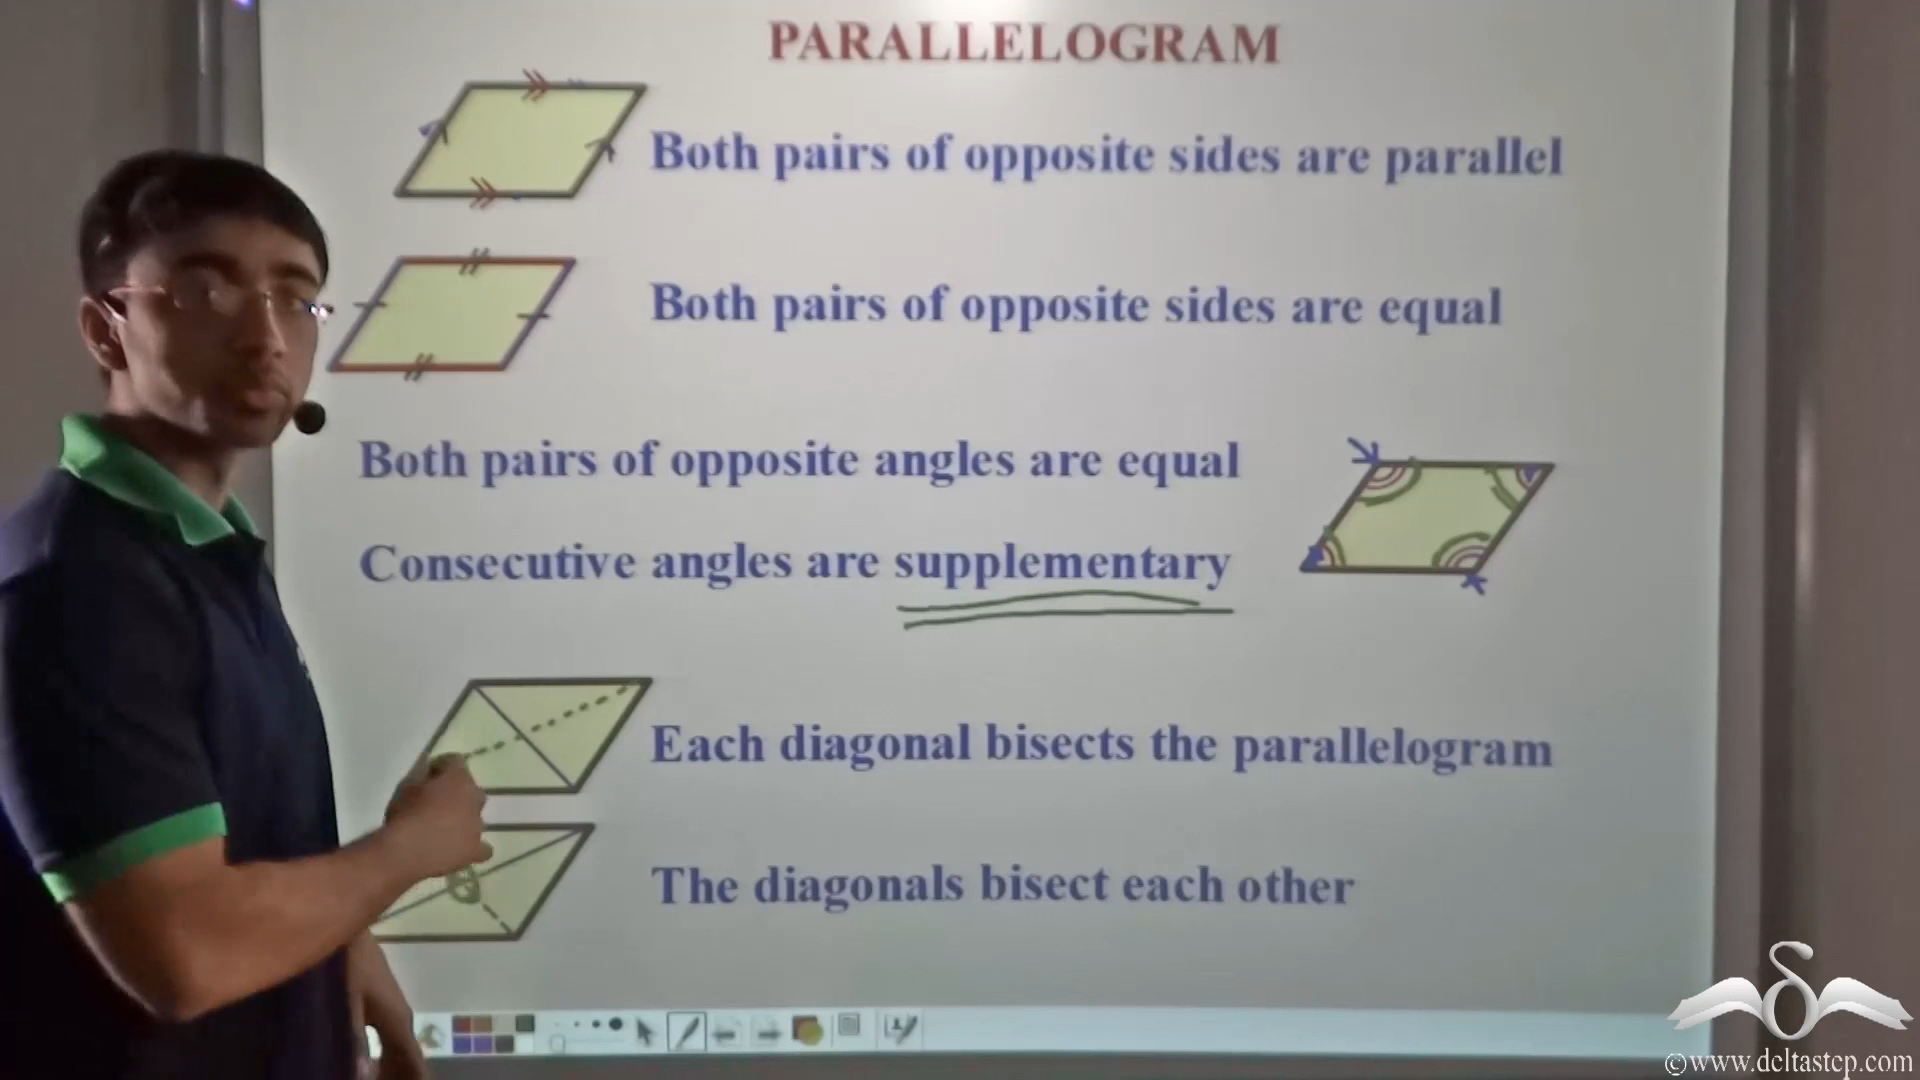 PARALLELOGRAM
Both pairs of opposite sides are parallel
Both pairs of opposite sides are equal
Both pairs of opposite angles are equal
Consecutive angles are supplementary
Each diagonal bisects the parallelogram
The diagonals bisect each other
©www.deltastep.com